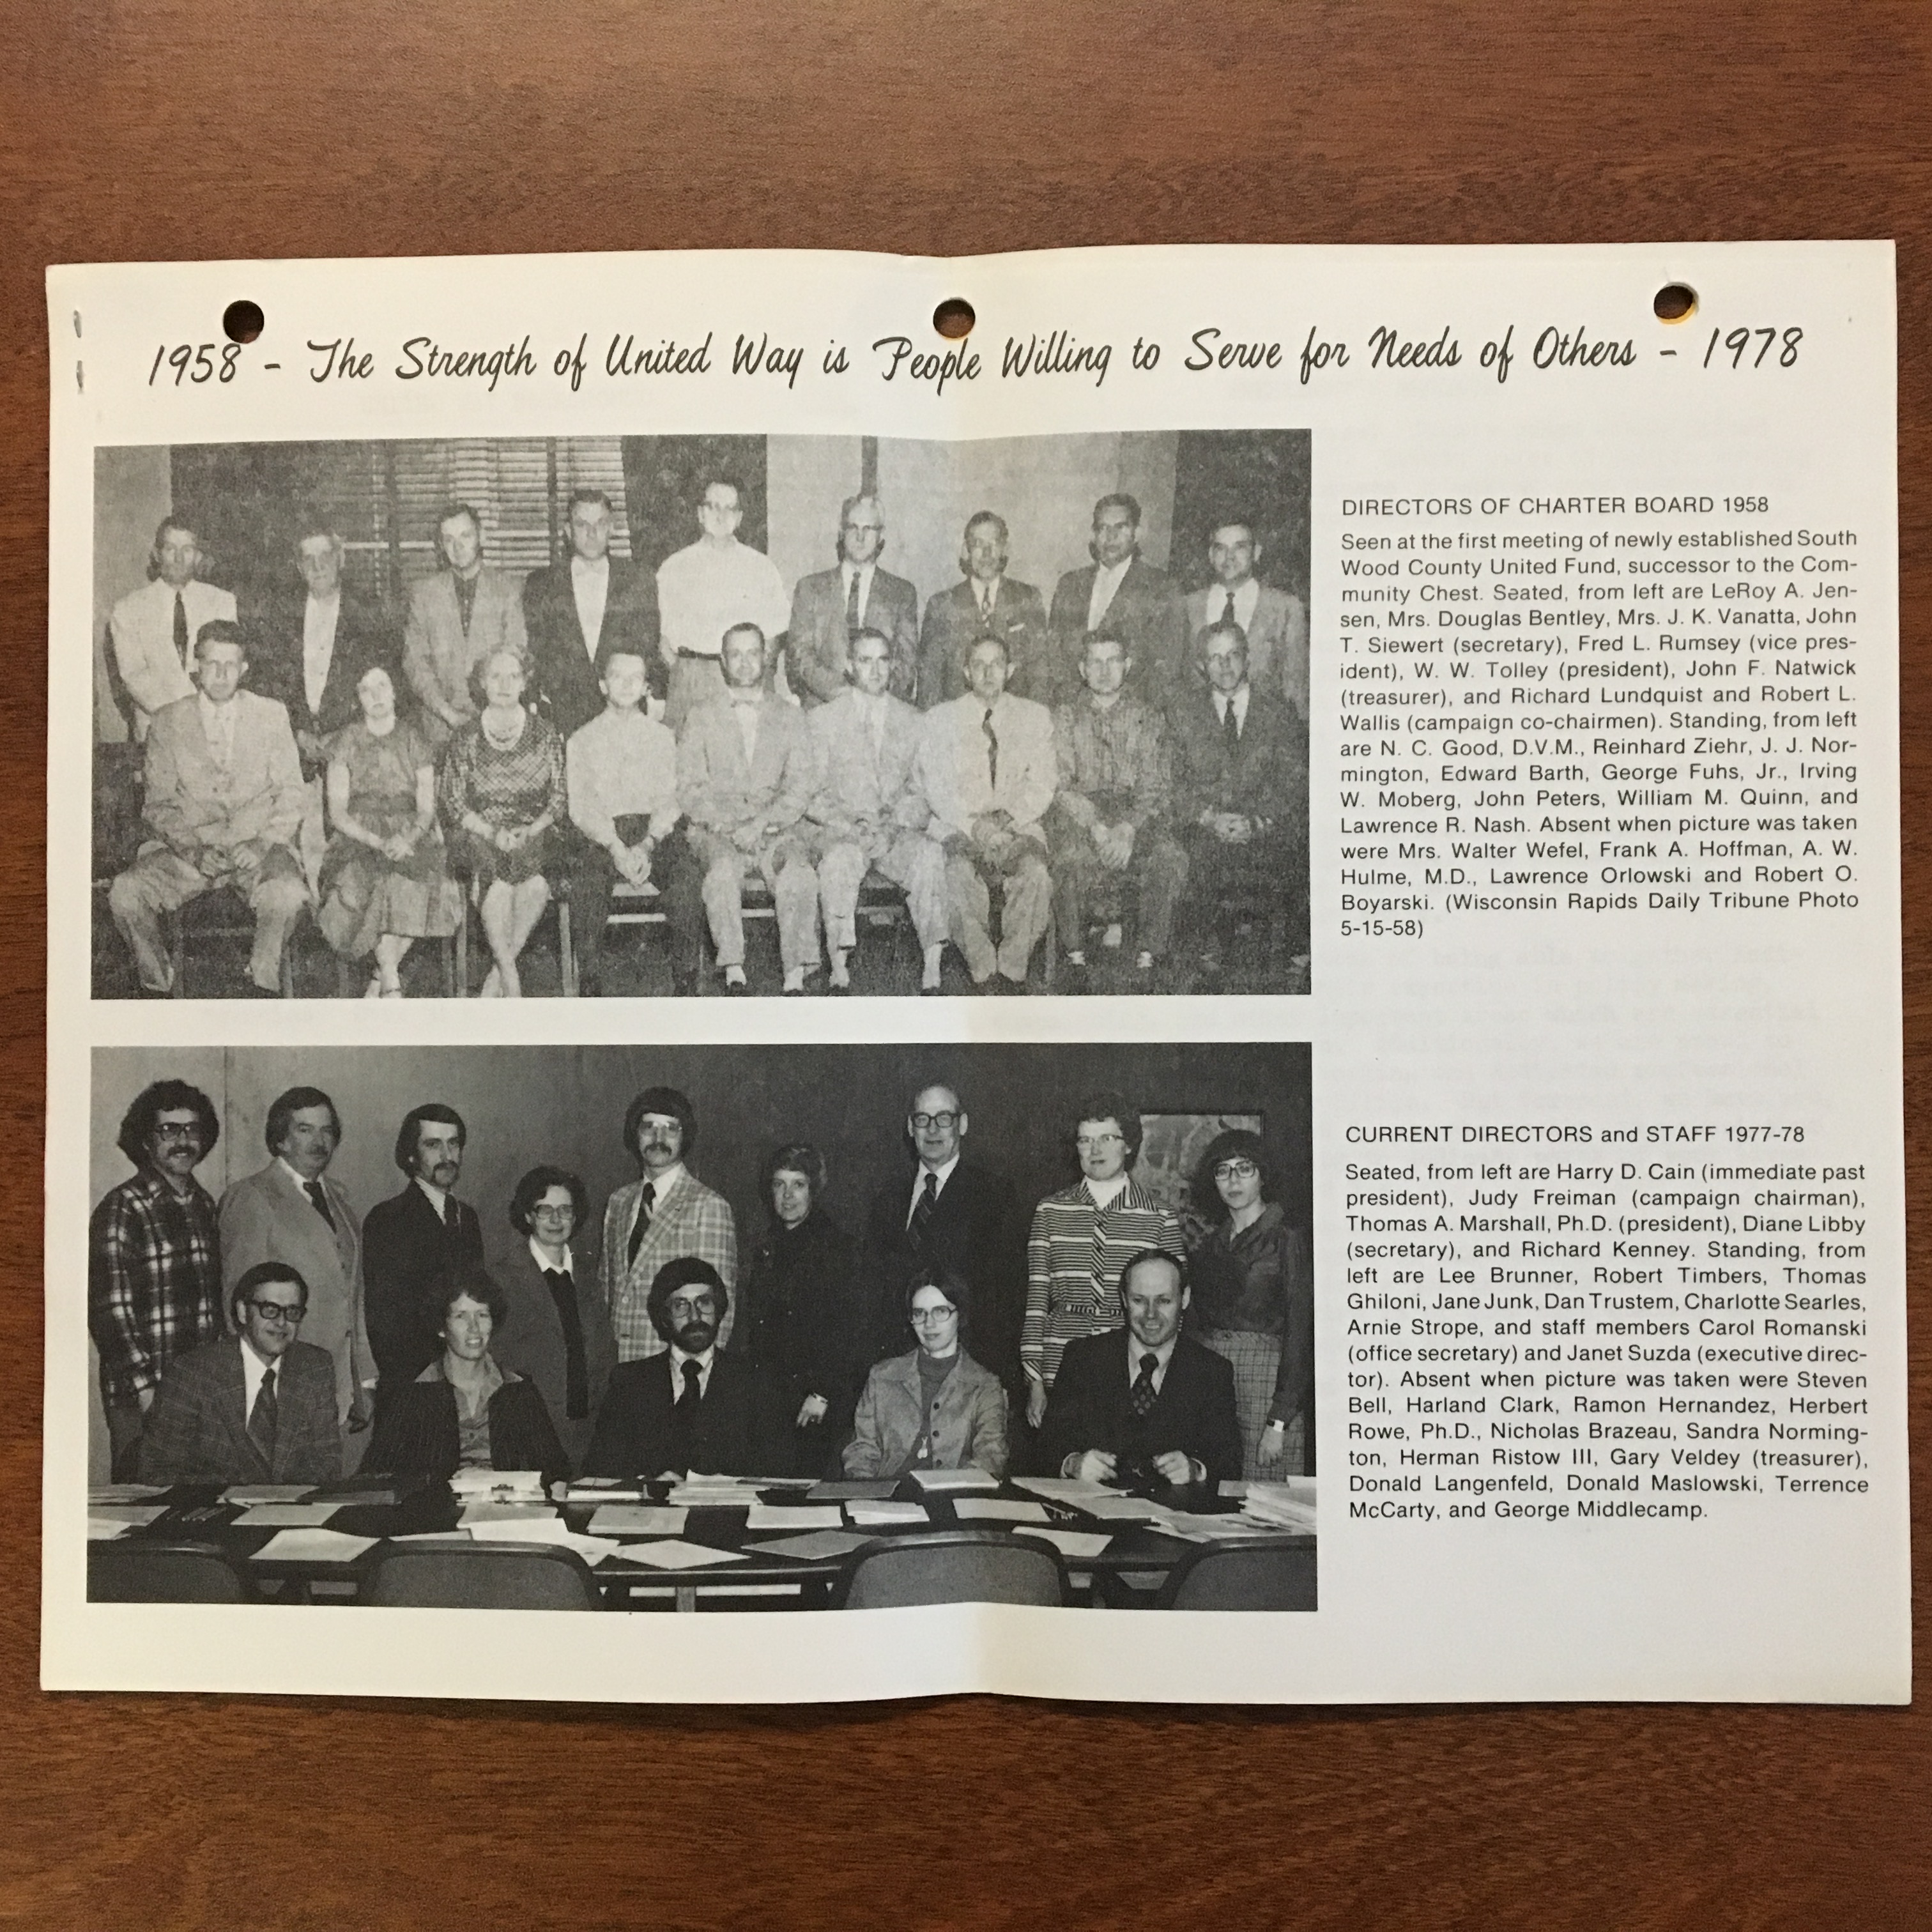 1958 - The Strength of United Way is People Willing to Serve for Needs of Others - 1978
DIRECTORS OF CHARTER BOARD 1958
Seen at the first meeting of newly established South
Wood County United Fund, successor to the Com-
munity Chest. Seated, from left are LeRoy A. Jen-
sen, Mrs. Douglas Bentley, Mrs. J. K. Vanatta, John
T. Siewert (secretary), Fred L. Rumsey (vice pres-
ident), W. W. Tolley (president), John F. Natwick
(treasurer), and Richard Lundquist and Robert L.
Wallis (campaign co-chairmen). Standing, from left
are N. C. Good, D.V.M., Reinhard Ziehr, J. J. Nor-
mington, Edward Barth, George Fuhs, Jr., Irving
W. Moberg, John Peters, William M. Quinn, and
Lawrence R. Nash. Absent when picture was taken
were Mrs. Walter Wefel, Frank A. Hoffman, A. W.
Hulme, M.D., Lawrence Orlowski and Robert O.
Boyarski. (Wisconsin Rapids Daily Tribune Photo
5-15-58)
CURRENT DIRECTORS and STAFF 1977-78
Seated, from left are Harry D. Cain (immediate past
president), Judy Freiman (campaign chairman),
Thomas A. Marshall, Ph.D. (president), Diane Libby
(secretary), and Richard Kenney. Standing, from
left are Lee Brunner, Robert Timbers, Thomas
Ghiloni, Jane Junk, Dan Trustem, Charlotte Searles,
Arnie Strope, and staff members Carol Romanski
(office secretary) and Janet Suzda (executive direc-
tor). Absent when picture was taken were Steven
Bell, Harland Clark, Ramon Hernandez, Herbert
Rowe, Ph.D., Nicholas Brazeau, Sandra Norming-
ton, Herman Ristow III, Gary Veldey (treasurer),
Donald Langenfeld, Donald Maslowski, Terrence
McCarty, and George Middlecamp.